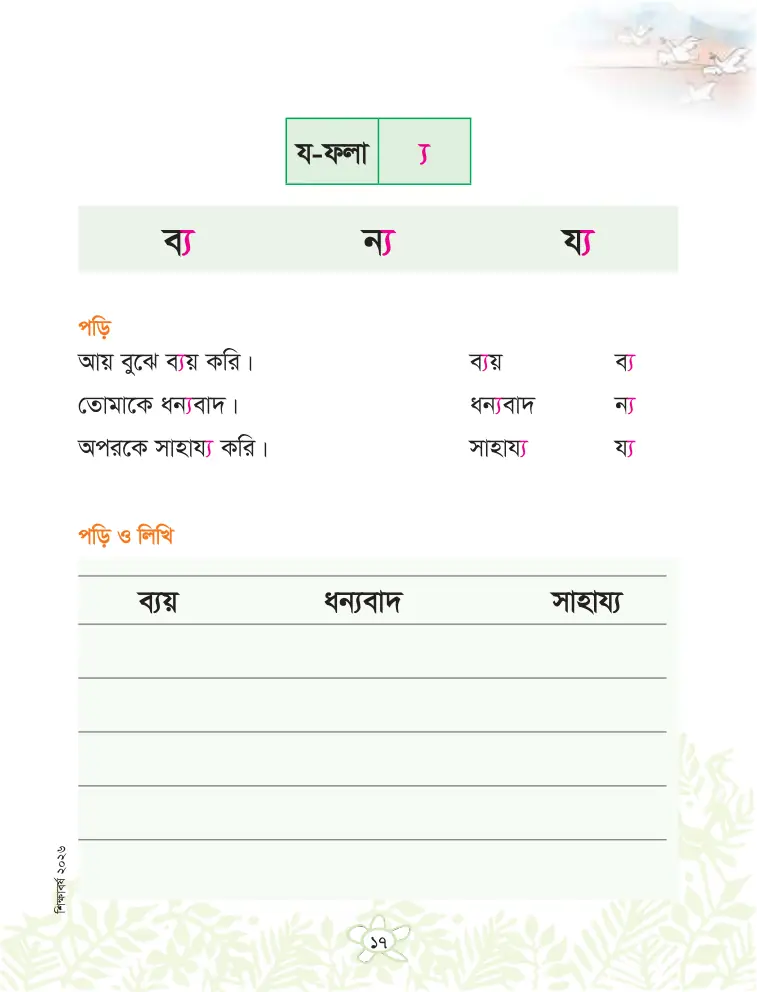 য-ফলা ্য
ব্য ন্য য্য
পড়ি
আয় বুঝে ব্যয় করি। ব্যয় ব্য
তোমাকে ধন্যবাদ। ধন্যবাদ ন্য
অপরকে সাহায্য করি। সাহায্য য্য
পড়ি ও লিখি
ব্যয় ধন্যবাদ সাহায্য
শিক্ষাবর্ষ ২০২৬
১৭